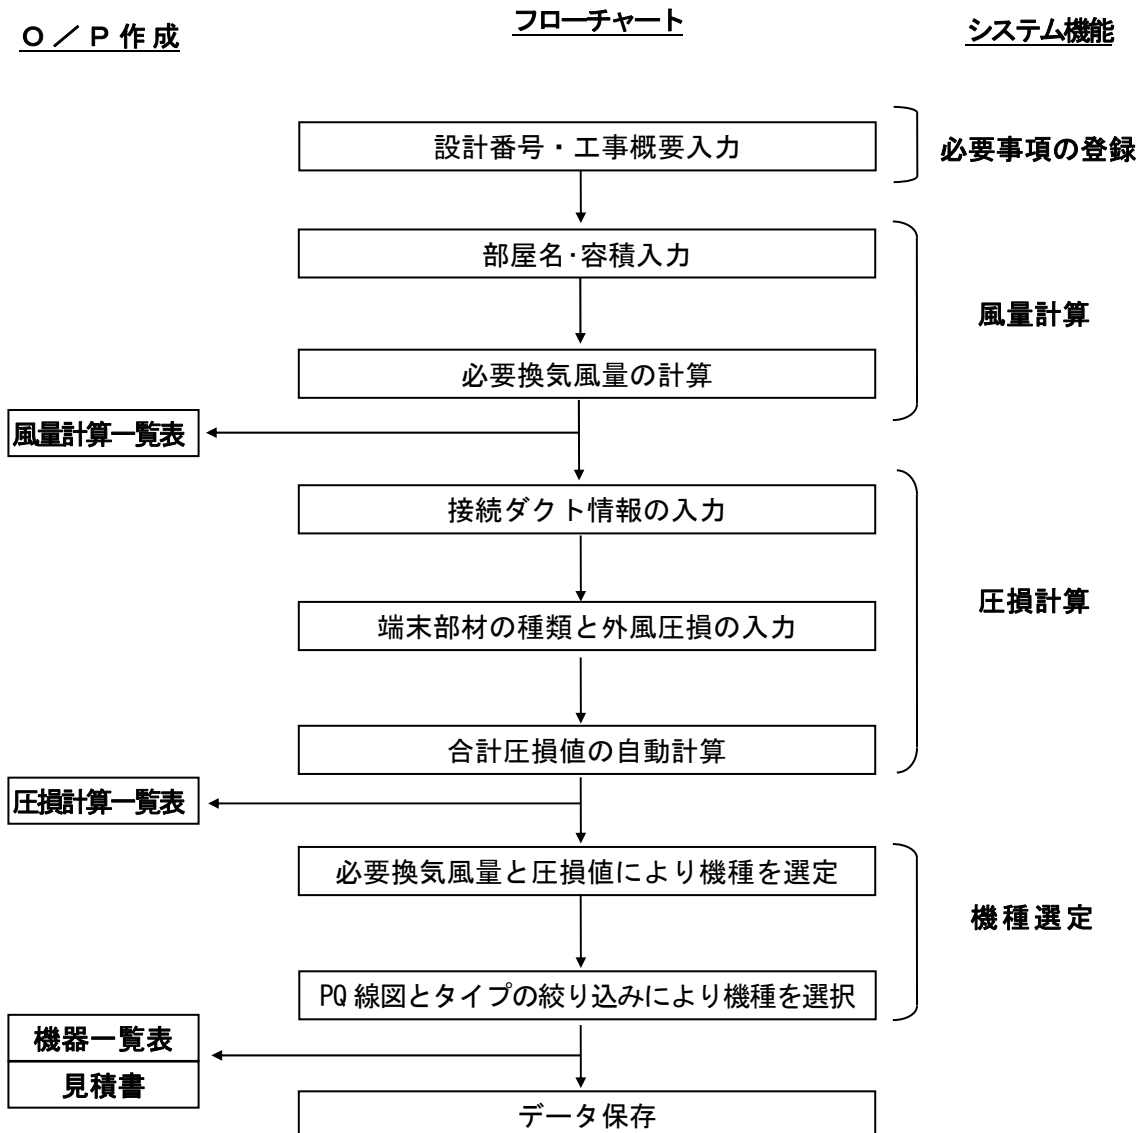 Ｏ／Ｐ作成
フローチャート
システム機能
設計番号・工事概要入力
必要事項の登録
部屋名･容積入力
風量計算
必要換気風量の計算
風量計算一覧表
接続ダクト情報の入力
圧損計算
端末部材の種類と外風圧損の入力
合計圧損値の自動計算
圧損計算一覧表
必要換気風量と圧損値により機種を選定
機種選定
PQ線図とタイプの絞り込みにより機種を選択
機器一覧表
見積書
データ保存